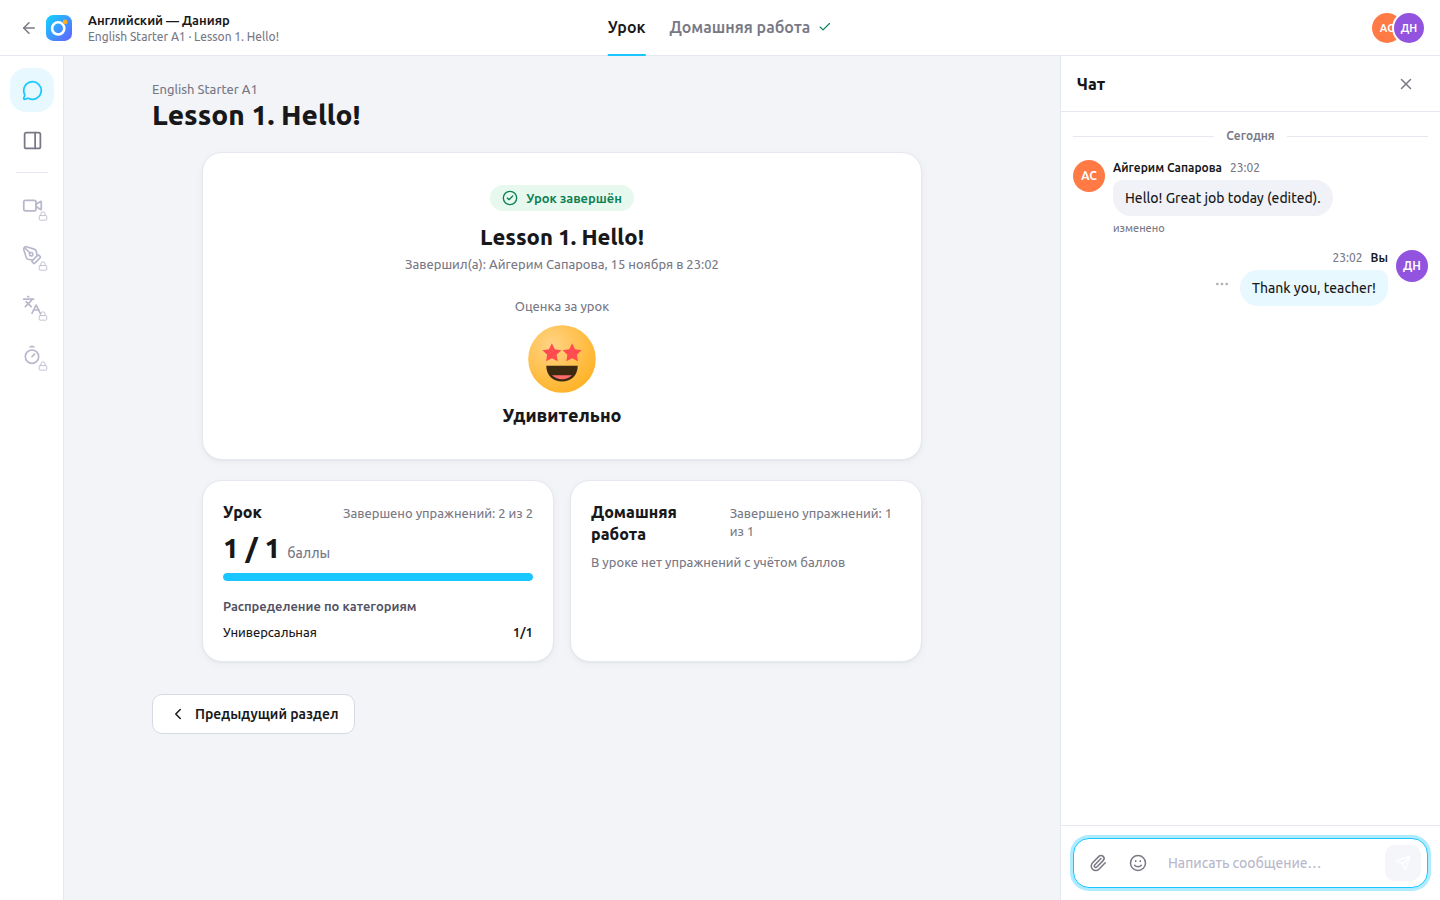 Английский — Данияр
English Starter A1 · Lesson 1. Hello!
Урок
Домашняя работа
АС
ДН
English Starter A1
Lesson 1. Hello!
Урок завершён
Lesson 1. Hello!
Завершил(а): Айгерим Сапарова, 15 ноября в 23:02
Оценка за урок
Удивительно
Урок
Завершено упражнений: 2 из 2
1 / 1 баллы
Распределение по категориям
Универсальная 1/1
Домашняя
работа
Завершено упражнений: 1
из 1
В уроке нет упражнений с учётом баллов
Предыдущий раздел
Чат
Сегодня
АС
Айгерим Сапарова 23:02
Hello! Great job today (edited).
изменено
23:02 Вы
ДН
Thank you, teacher!
Написать сообщение...